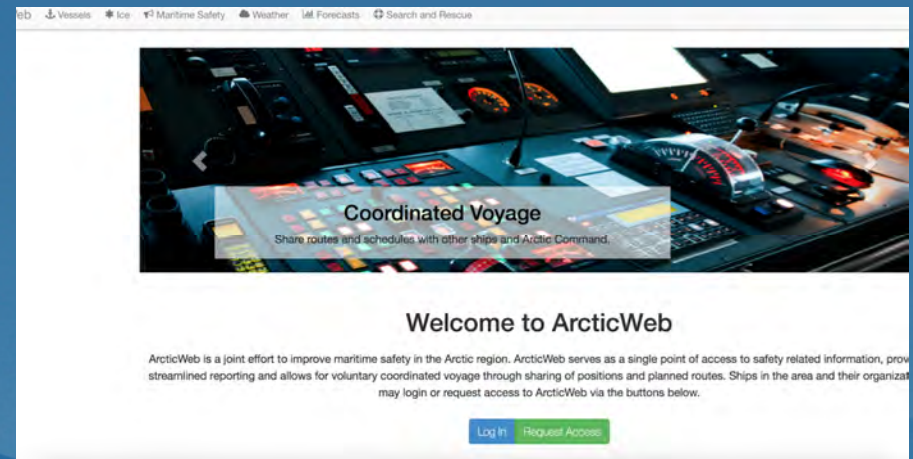 Vessels Ice Maritime Safety Weather Forecasts Search and Rescue
Coordinated Voyage
Share routes and schedules with other ships and Arctic Command.
Welcome to ArcticWeb
ArcticWeb is a joint effort to improve maritime safety in the Arctic region. ArcticWeb serves as a single point of access to safety related information,
streamlined reporting and allows for voluntary coordinated voyage through sharing of positions and planned routes. Ships in the area and their
may login or request access to ArcticWeb via the buttons below.
Log In Request Access